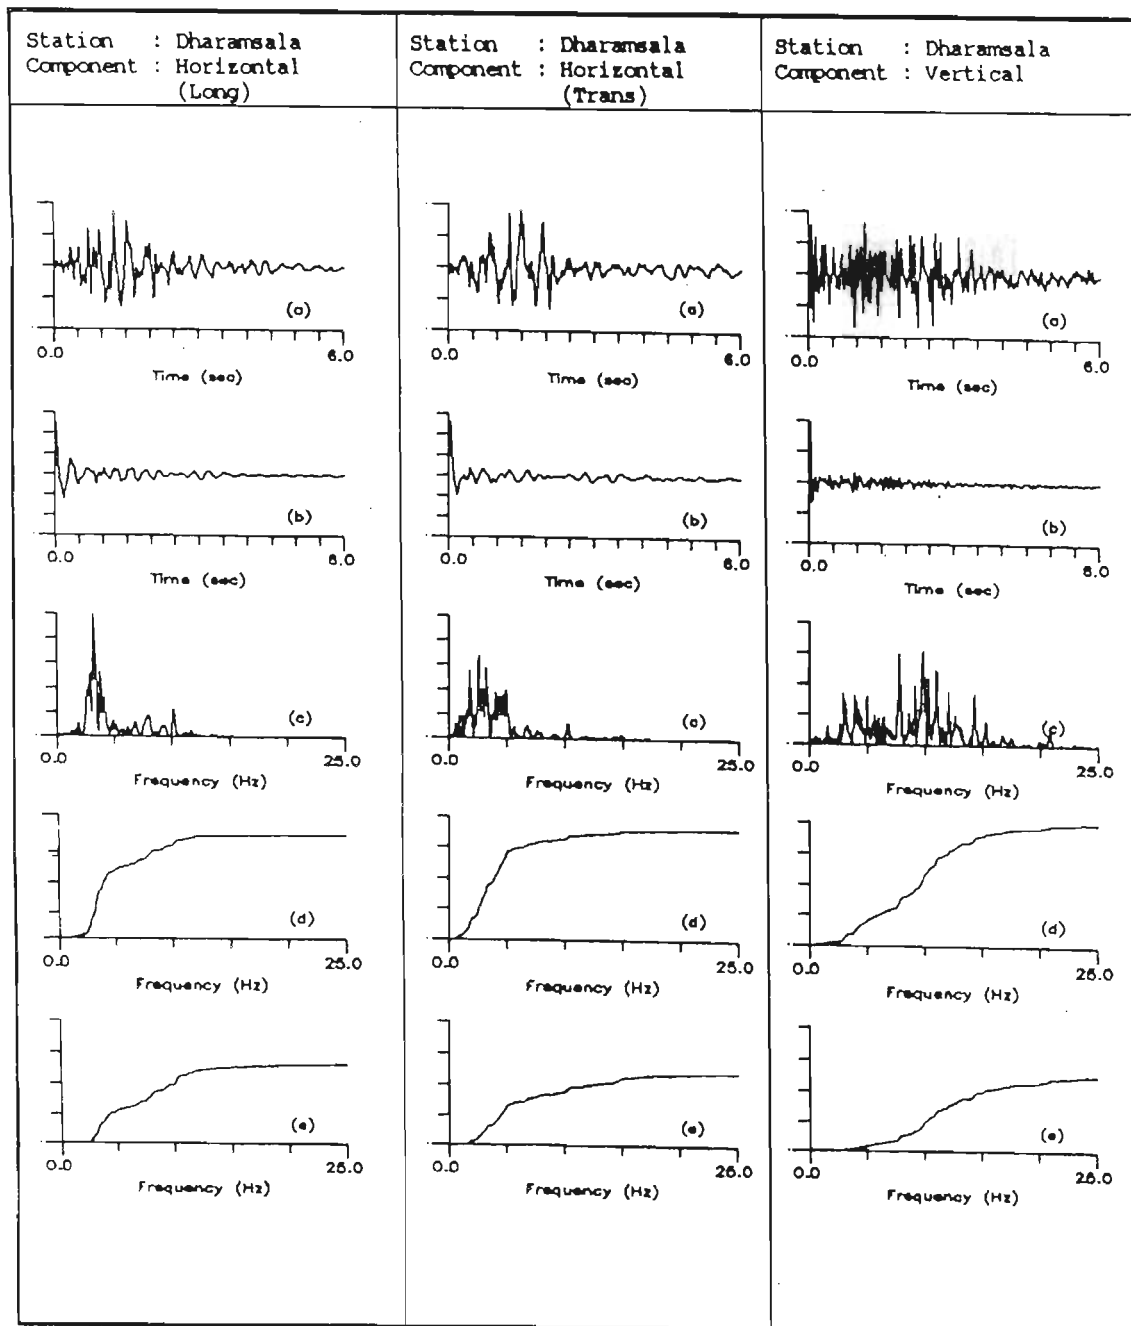 Station : Dharamsala
Component : Horizontal
(Long)
Station : Dharamsala
Component : Horizontal
(Trans)
Station : Dharamsala
Component : Vertical
(a)
0.0 6.0
Time (sec)
(a)
0.0 6.0
Time (sec)
(a)
0.0 6.0
Time (sec)
(b)
0.0 6.0
Time (sec)
(b)
0.0 6.0
Time (sec)
(b)
0.0 6.0
Time (sec)
(c)
0.0 25.0
Frequency (Hz)
(c)
0.0 25.0
Frequency (Hz)
(c)
0.0 25.0
Frequency (Hz)
(d)
0.0 25.0
Frequency (Hz)
(d)
0.0 25.0
Frequency (Hz)
(d)
0.0 25.0
Frequency (Hz)
(e)
0.0 25.0
Frequency (Hz)
(e)
0.0 25.0
Frequency (Hz)
(e)
0.0 25.0
Frequency (Hz)